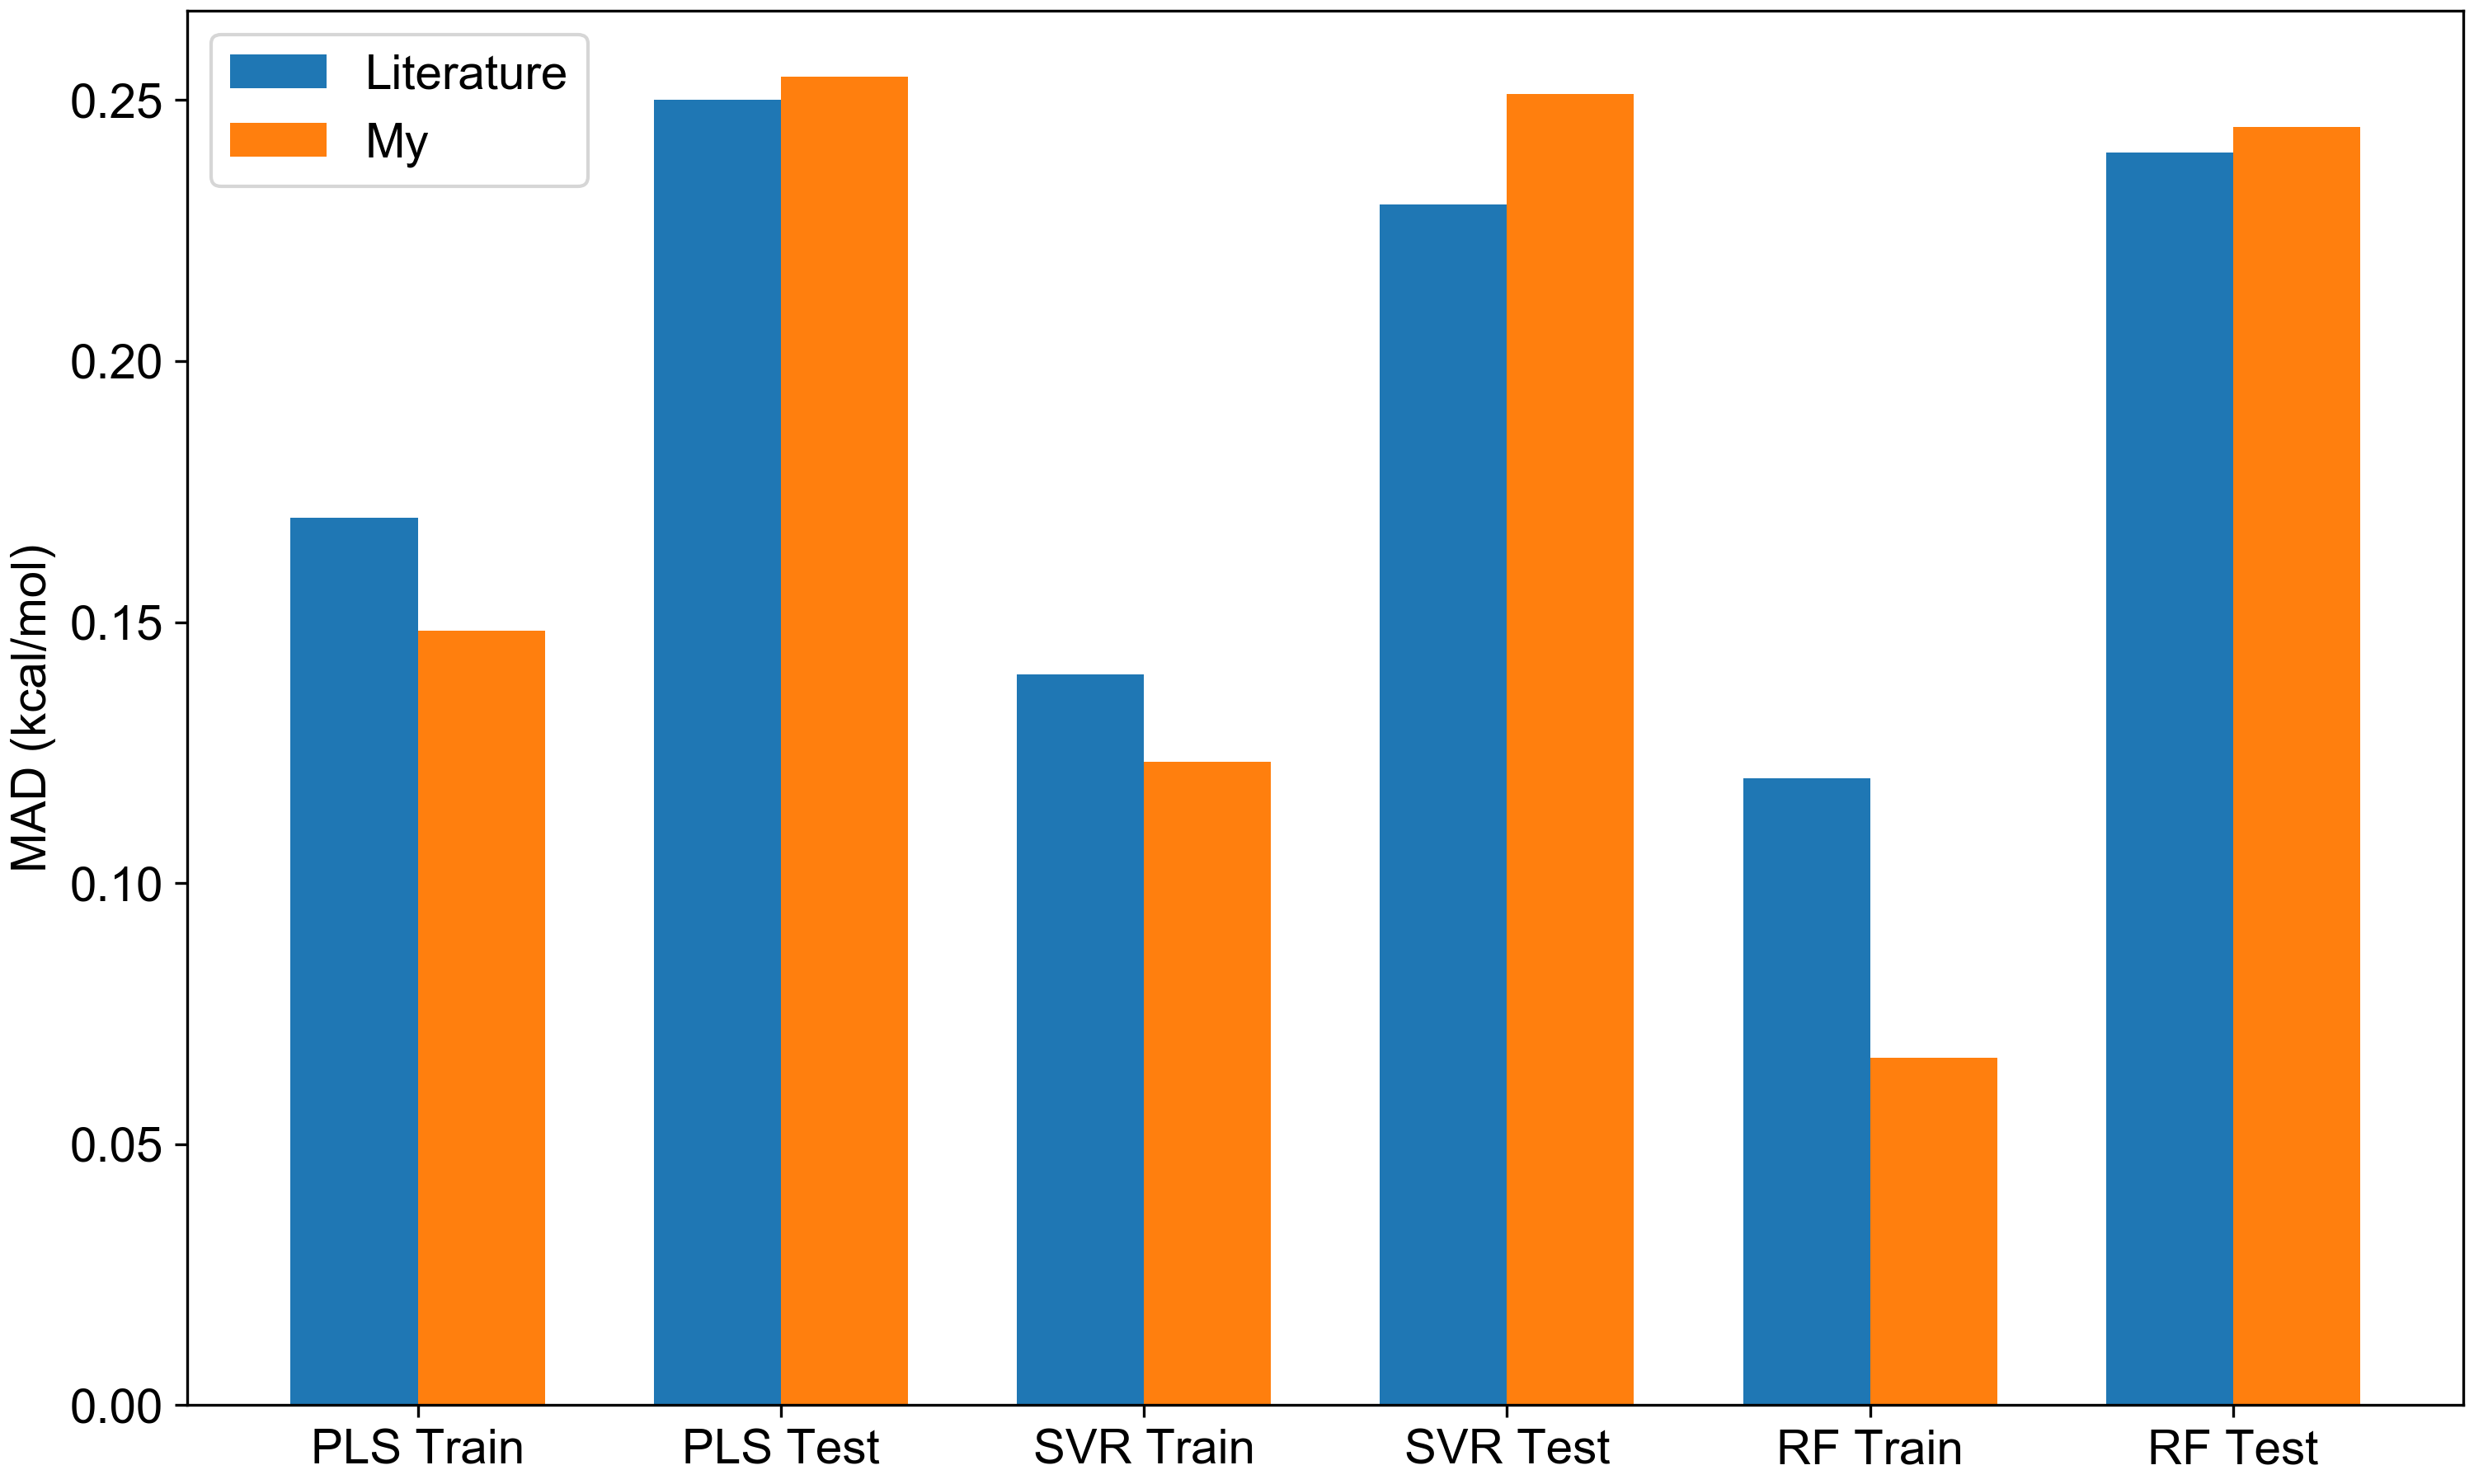 Literature
My
MAD (kcal/mol)
0.25
0.20
0.15
0.10
0.05
0.00
PLS Train
PLS Test
SVR Train
SVR Test
RF Train
RF Test